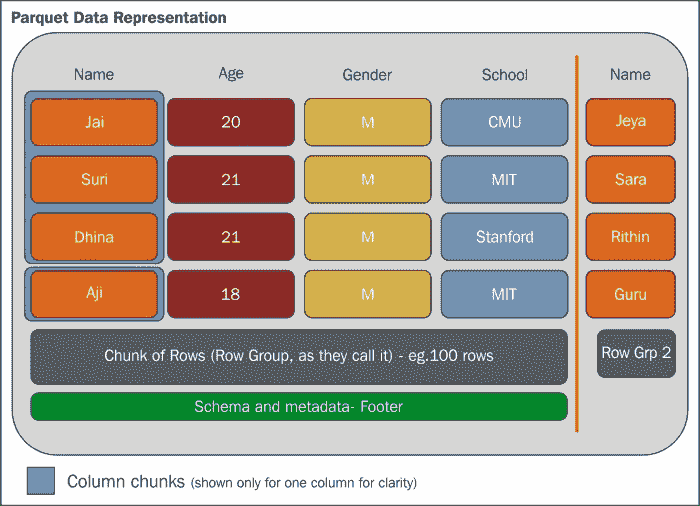 Parquet Data Representation
Name Age Gender School Name
Jai 20 M CMU Jeya
Suri 21 M MIT Sara
Dhina 21 M Stanford Rithin
Aji 18 M MIT Guru
Chunk of Rows (Row Group, as they call it) - eg.100 rows Row Grp 2
Schema and metadata- Footer
Column chunks (shown only for one column for clarity)